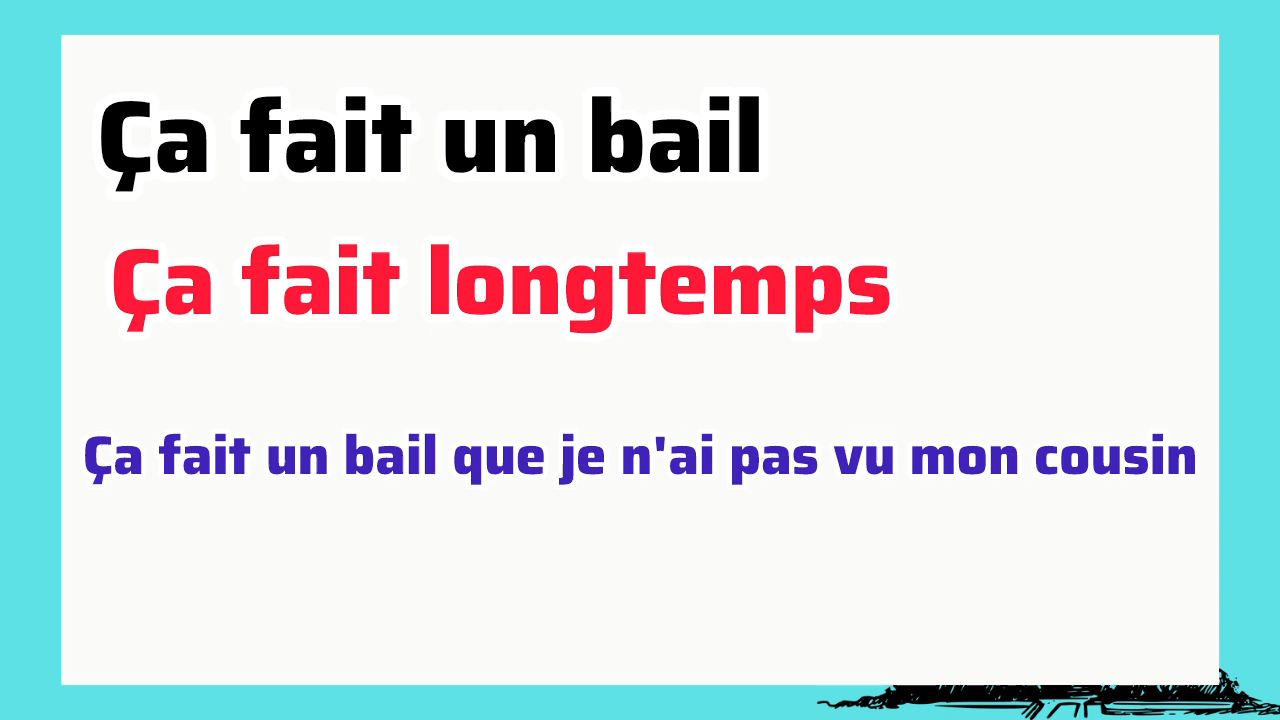 Ça fait un bail
Ça fait longtemps
Ça fait un bail que je n'ai pas vu mon cousin